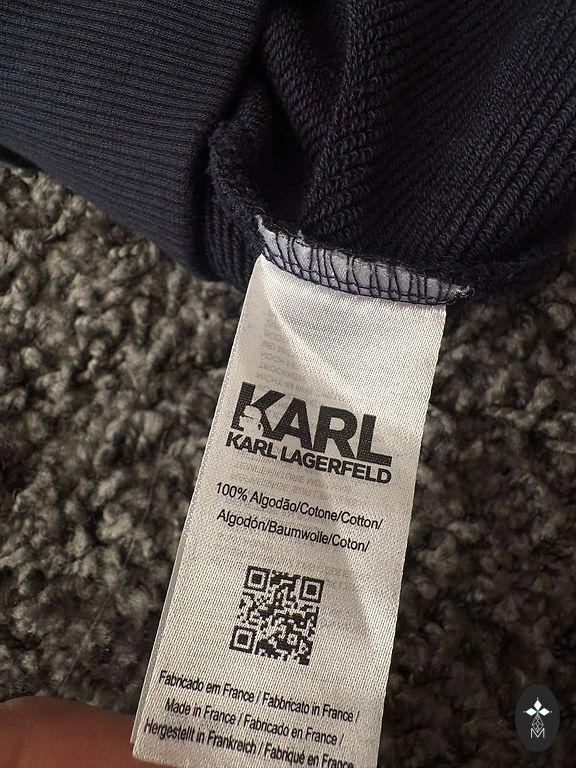 KARL
KARL LAGERFELD
100% Algodão/Cotone/Cotton/
Algodón/Baumwolle/Coton/
Fabricado em France / Fabbricato in France /
Made in France / Fabricado en France /
Hergestellt in Frankreich / Fabriqué en France
M